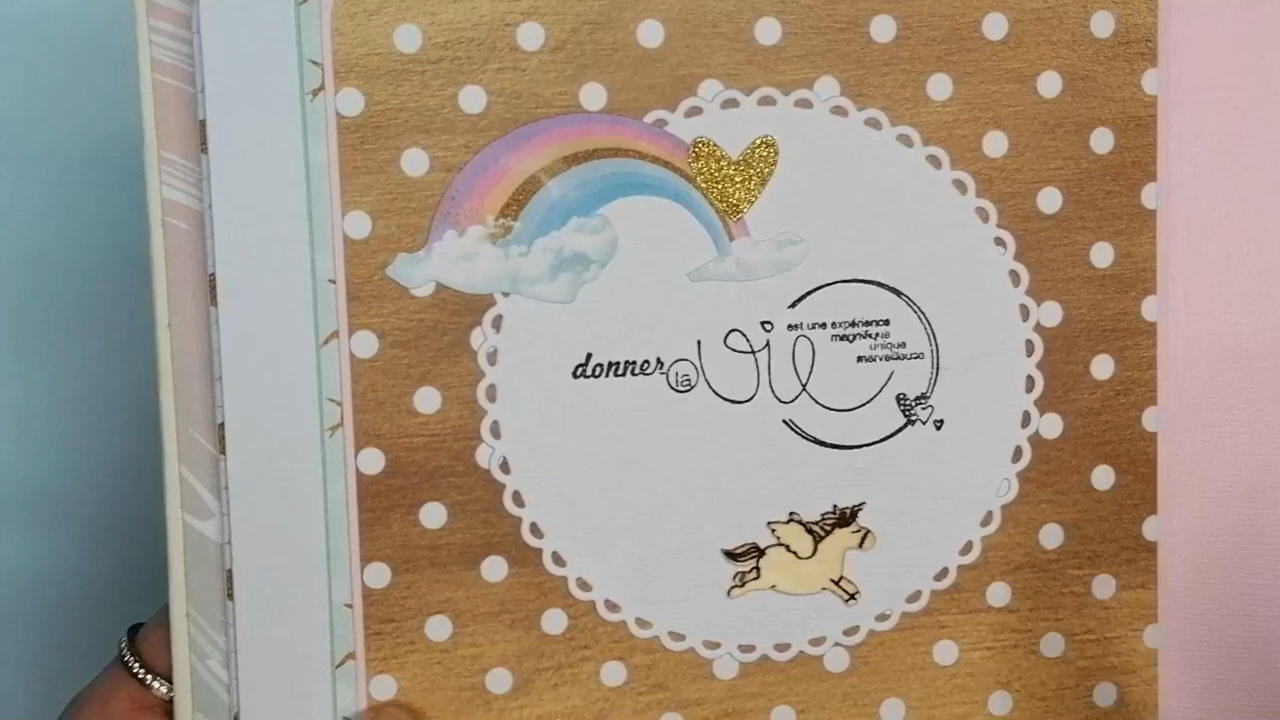 donner la vie
est une expérience
magnifique
unique
merveilleuse